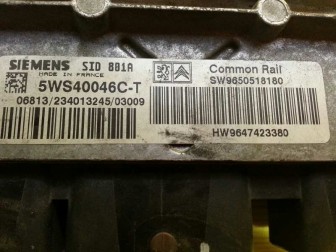 SIEMENS SID 801A
MADE IN FRANCE
5WS40046C-T
06813/234013245/03009
Common Rail
SW9650518180
HW9647423380